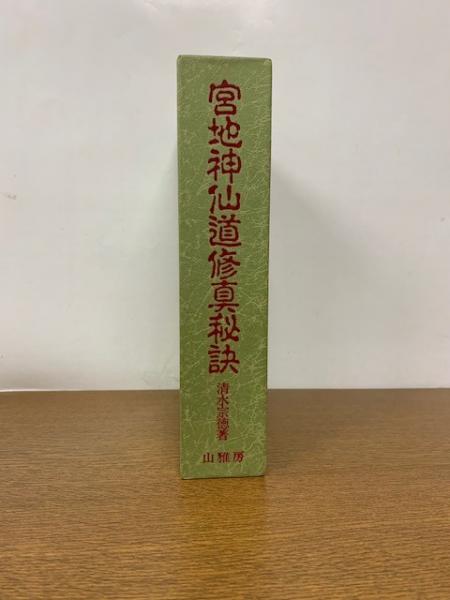 宮地神仙道修真秘訣
清水宗徳著
山雅房